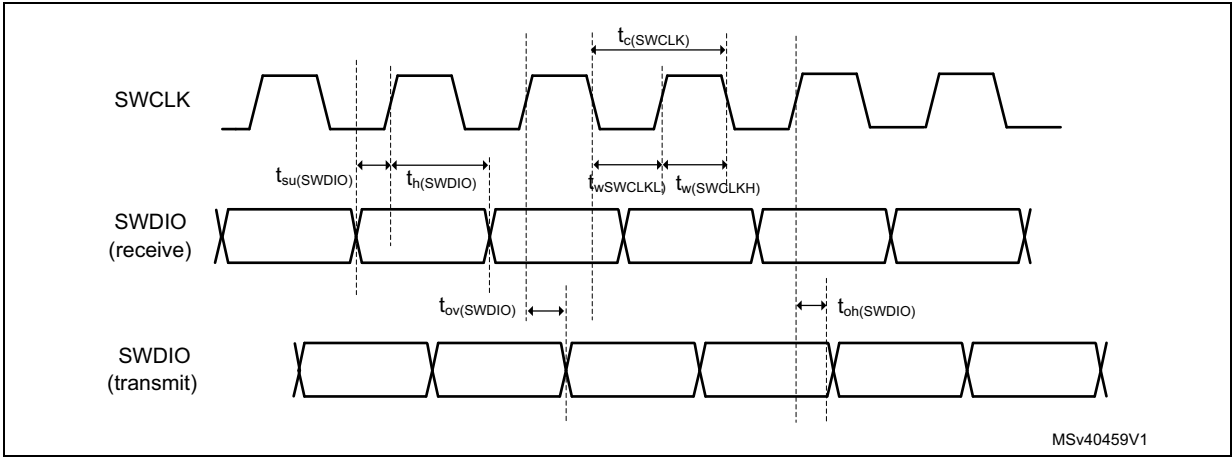 tc(SWCLK)
SWCLK
tsu(SWDIO) th(SWDIO) twSWCLKL) tw(SWCLKH)
SWDIO
(receive)
tov(SWDIO) toh(SWDIO)
SWDIO
(transmit)
MSv40459V1